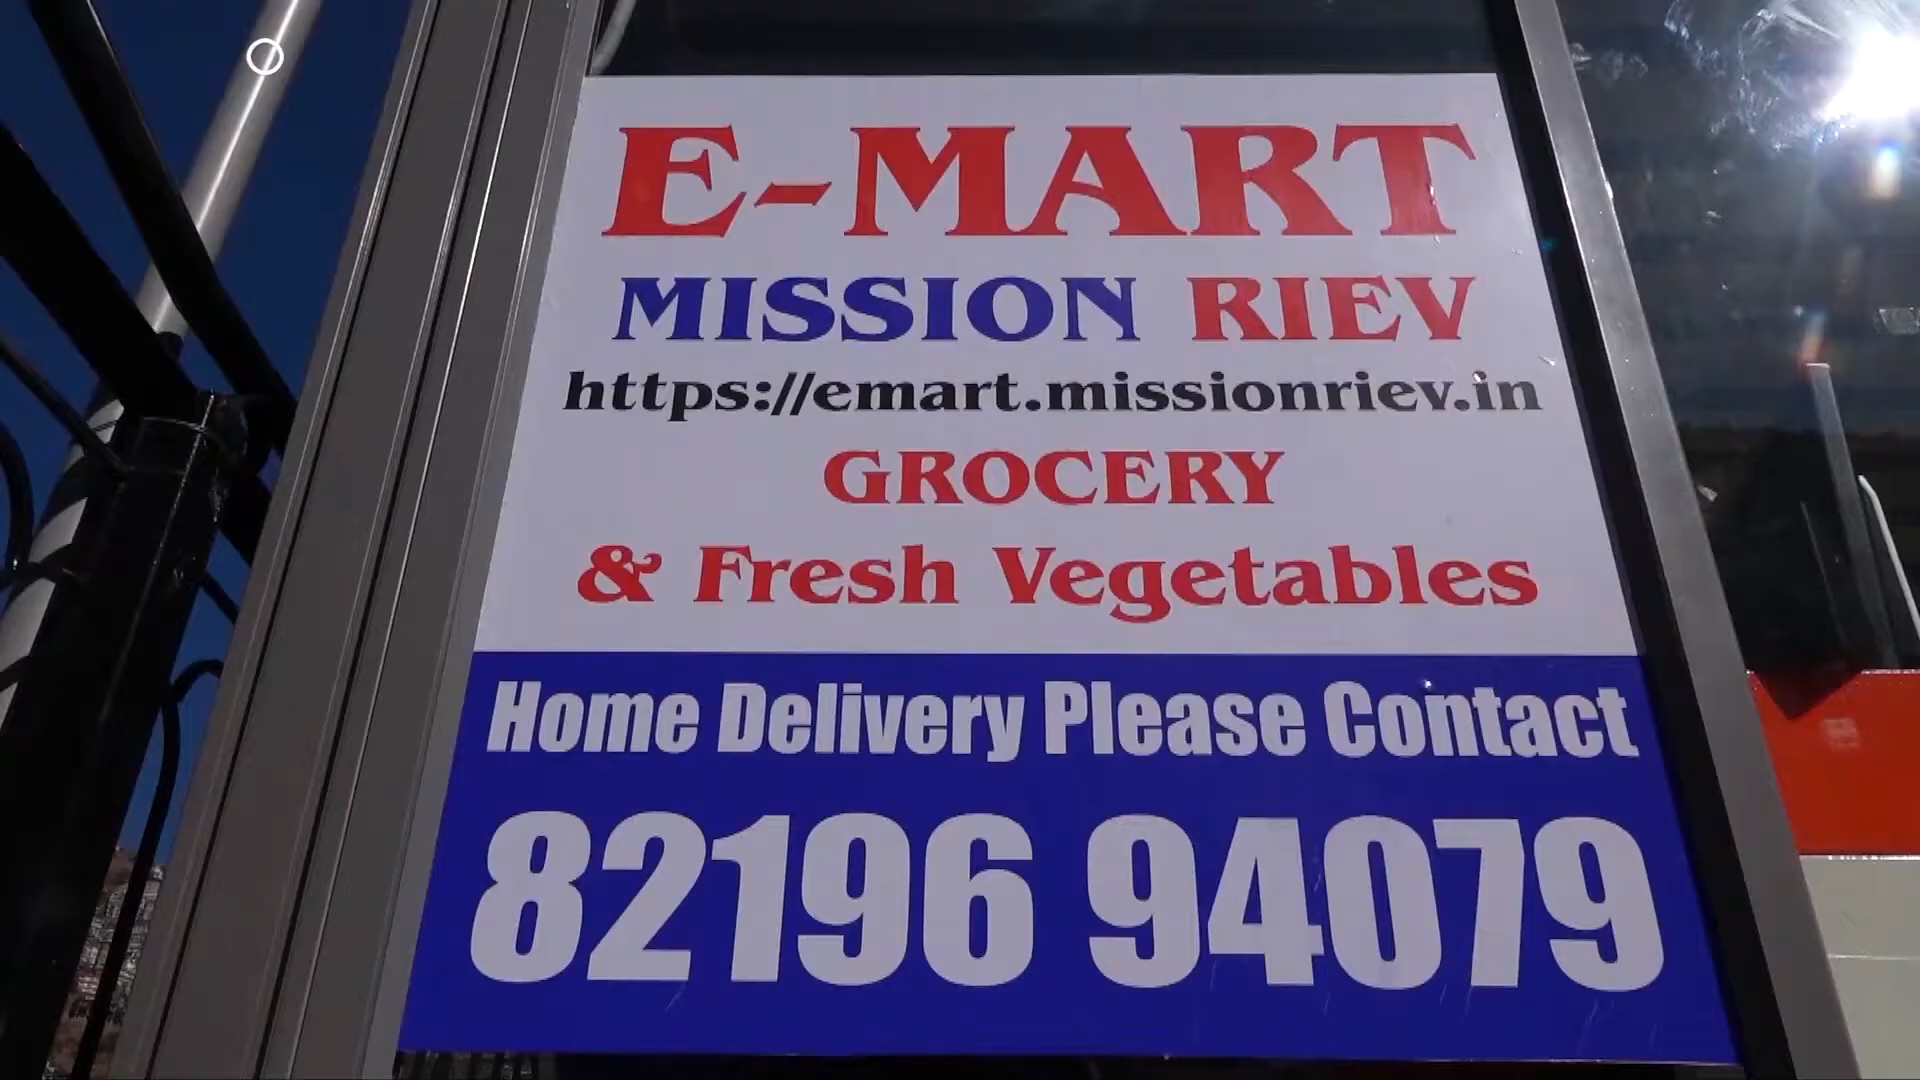 E-MART
MISSION RIEV
https://emart.missionriev.in
GROCERY
& Fresh Vegetables
Home Delivery Please Contact
82196 94079